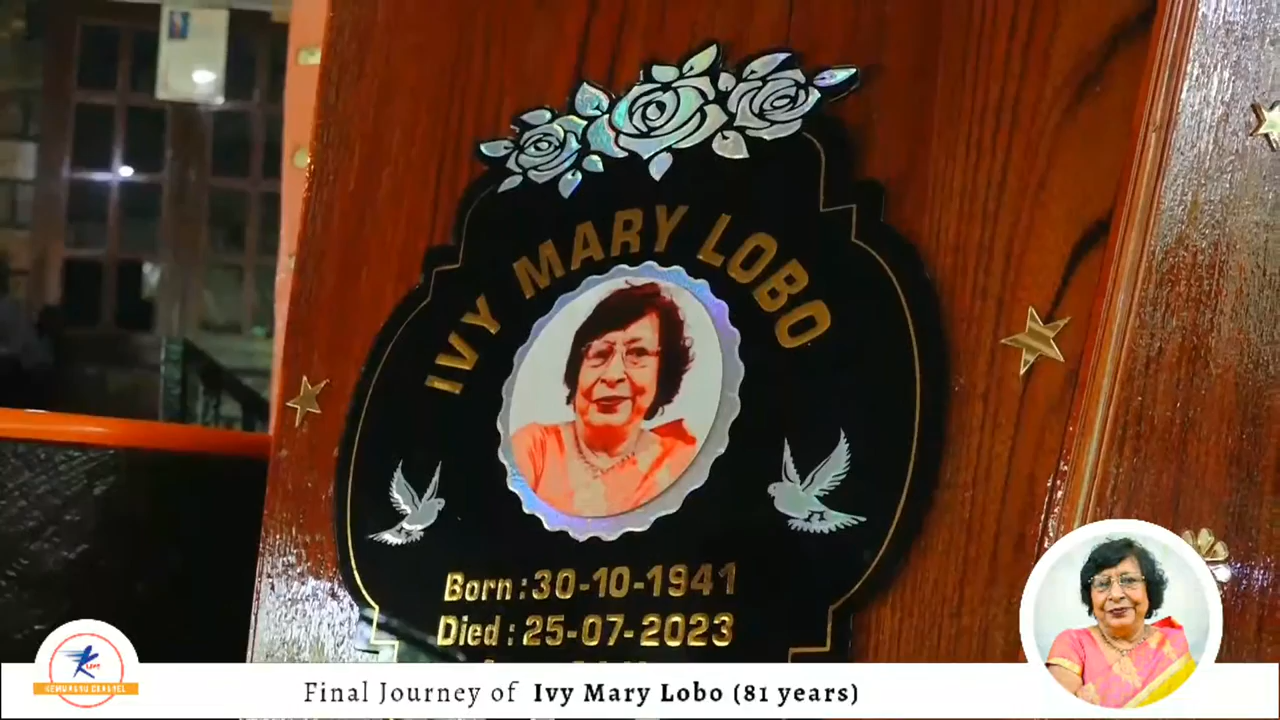 IVY MARY LOBO
Born : 30-10-1941
Died : 25-07-2023
Final Journey of Ivy Mary Lobo (81 years)